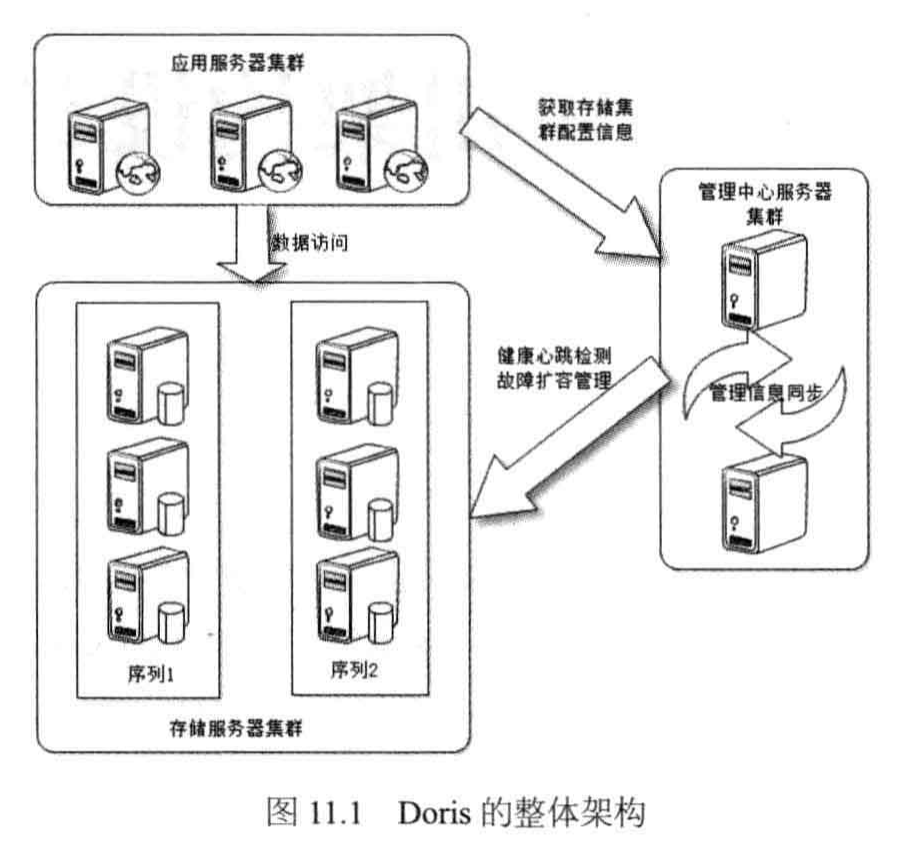 应用服务器集群
获取存储集
群配置信息
管理中心服务器
集群
数据访问
健康心跳检测
故障扩容管理
管理信息同步
序列1
序列2
存储服务器集群
图 11.1 Doris 的整体架构